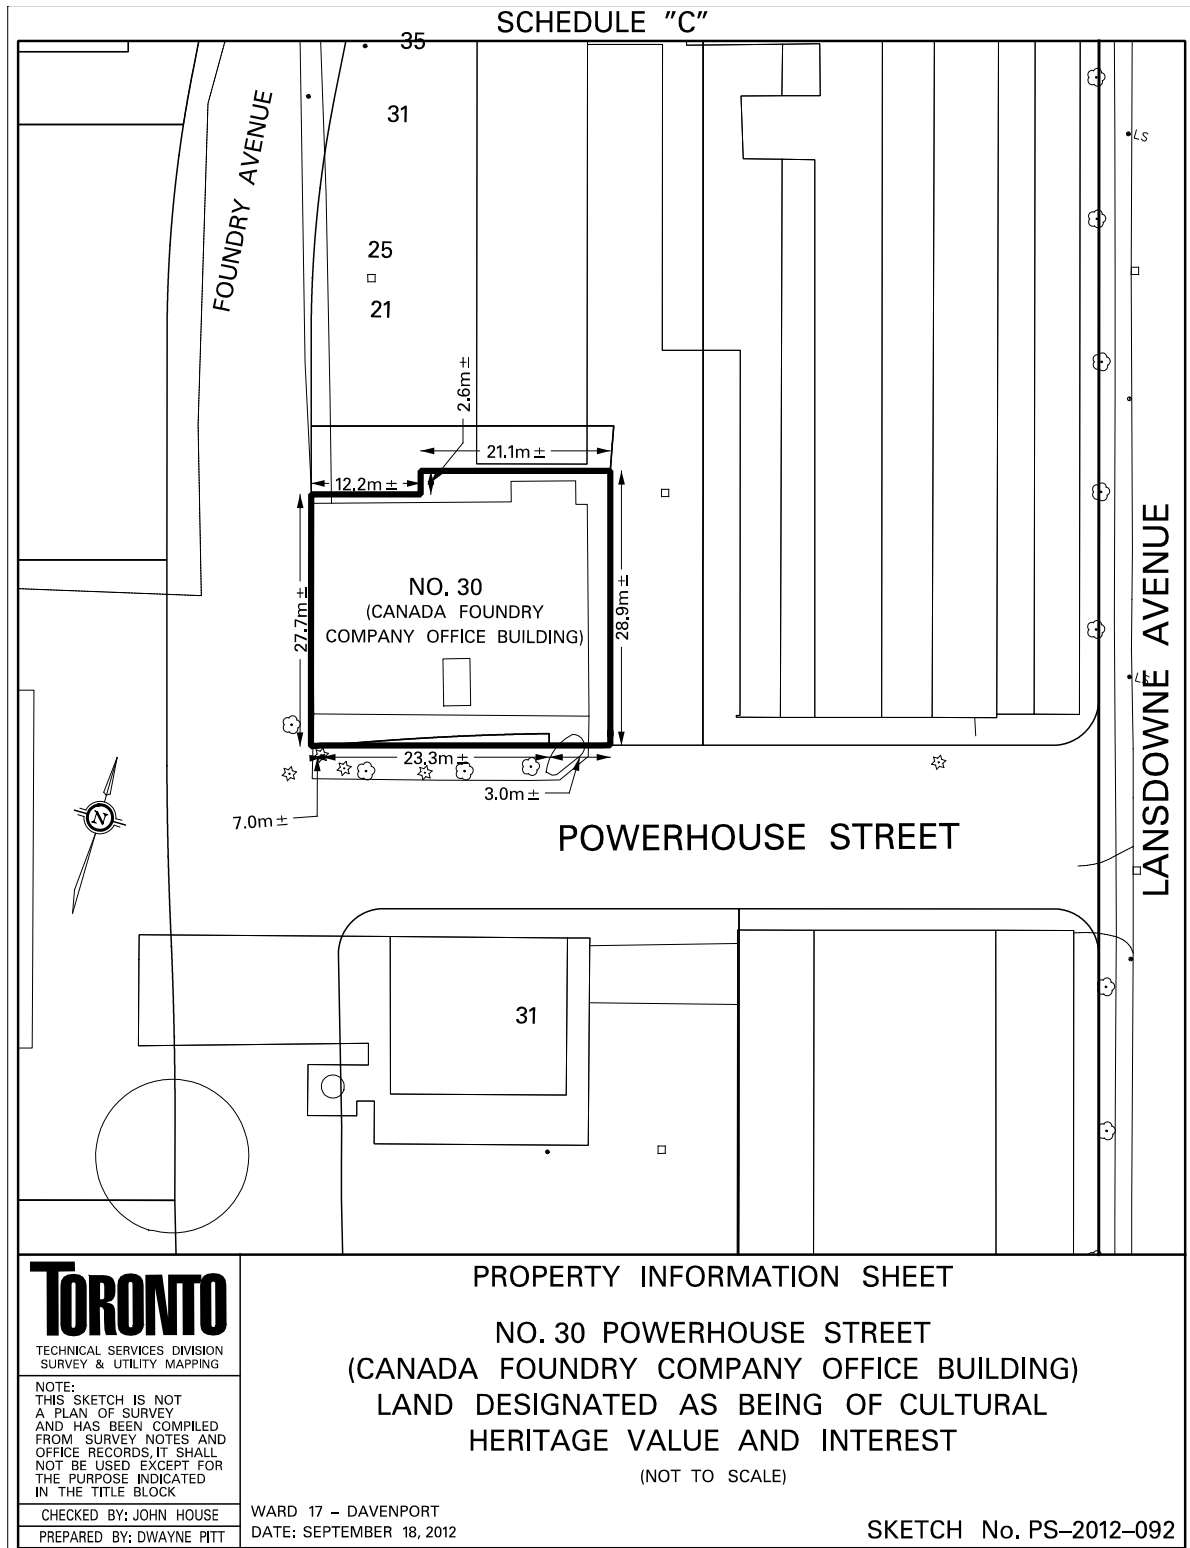 SCHEDULE "C"
35
31
FOUNDRY AVENUE
25
21
LS
2.6m±
21.1m±
12.2m±
NO. 30
(CANADA FOUNDRY
COMPANY OFFICE BUILDING)
27.7m±
28.9m±
LS
LANSDOWNE AVENUE
23.3m±
3.0m±
7.0m±
N
POWERHOUSE STREET
31
TORONTO
TECHNICAL SERVICES DIVISION
SURVEY & UTILITY MAPPING
NOTE:
THIS SKETCH IS NOT
A PLAN OF SURVEY
AND HAS BEEN COMPILED
FROM SURVEY NOTES AND
OFFICE RECORDS, IT SHALL
NOT BE USED EXCEPT FOR
THE PURPOSE INDICATED
IN THE TITLE BLOCK
CHECKED BY: JOHN HOUSE
PREPARED BY: DWAYNE PITT
PROPERTY INFORMATION SHEET
NO. 30 POWERHOUSE STREET
(CANADA FOUNDRY COMPANY OFFICE BUILDING)
LAND DESIGNATED AS BEING OF CULTURAL
HERITAGE VALUE AND INTEREST
(NOT TO SCALE)
WARD 17 – DAVENPORT
DATE: SEPTEMBER 18, 2012
SKETCH No. PS–2012–092